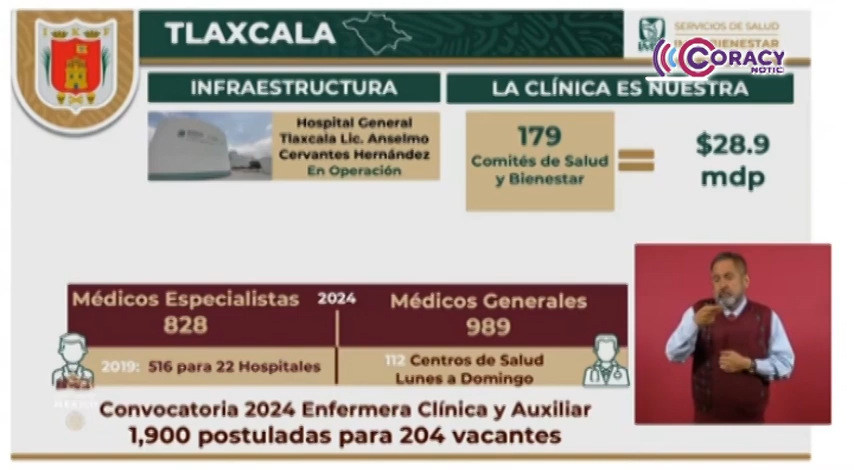 TLAXCALA
SERVICIOS DE SALUD
BIENESTAR
CORACY
NOTIC
INFRAESTRUCTURA
LA CLÍNICA ES NUESTRA
Hospital General
Tlaxcala Lic. Anselmo
Cervantes Hernández
En Operación
179
Comités de Salud
y Bienestar
=
$28.9
mdp
Médicos Especialistas
828
2024
Médicos Generales
989
2019: 516 para 22 Hospitales
112 Centros de Salud
Lunes a Domingo
Convocatoria 2024 Enfermera Clínica y Auxiliar
1,900 postuladas para 204 vacantes